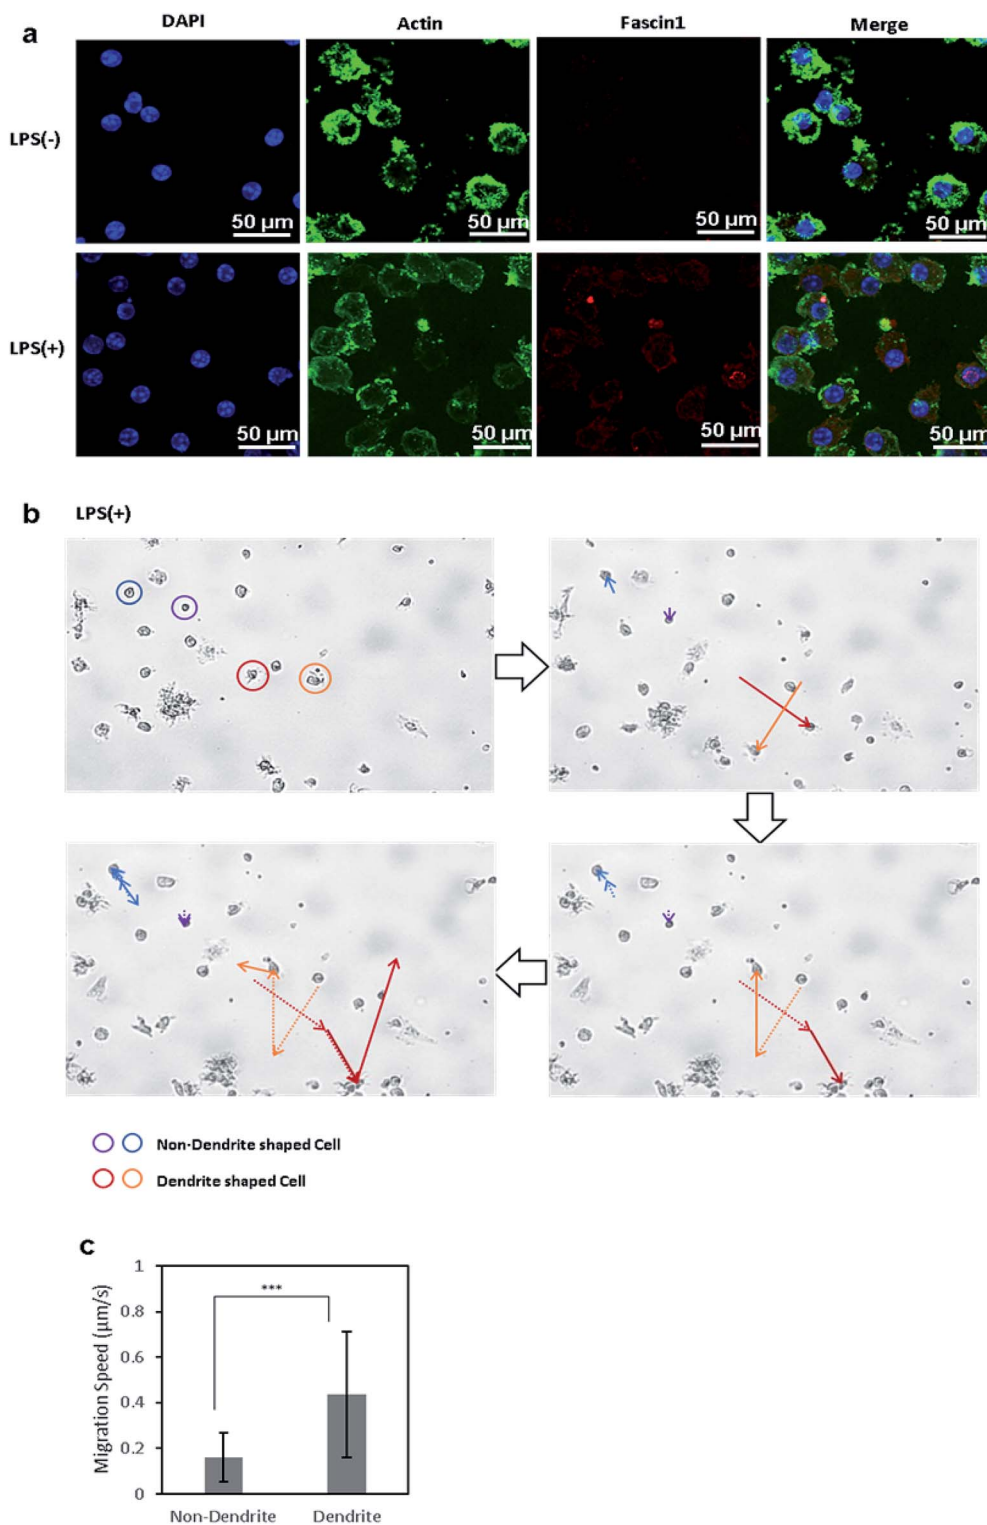 a
DAPI Actin Fascin1 Merge
LPS(-)
50 µm 50 µm 50 µm 50 µm
LPS(+)
50 µm 50 µm 50 µm 50 µm
b LPS(+)
Non-Dendrite shaped Cell
Dendrite shaped Cell
c
Migration Speed (µm/s)
1
0.8
0.6
0.4
0.2
0
***
Non-Dendrite Dendrite